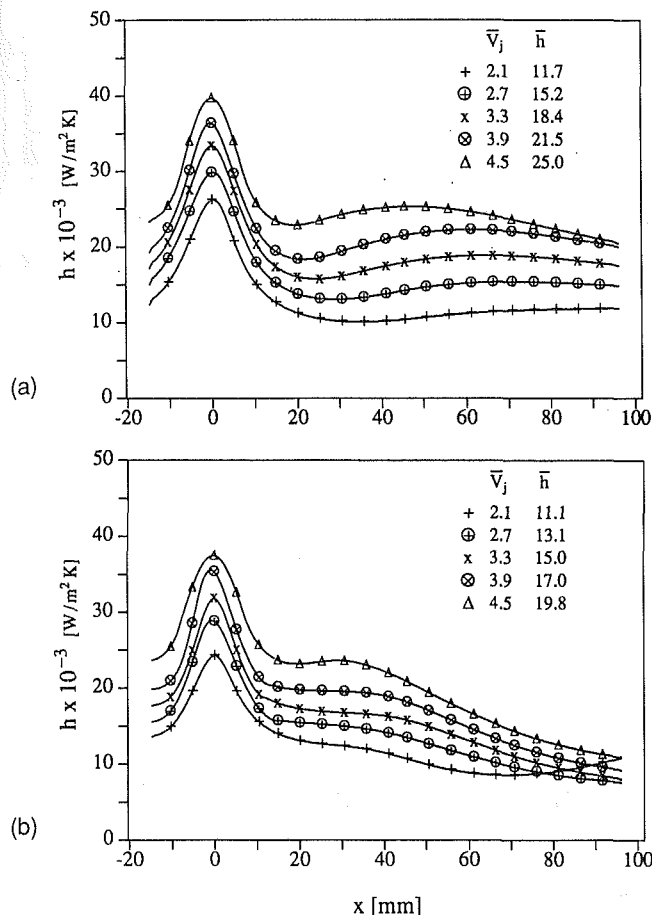 50
40
30
20
10
0
h x 10⁻³ [W/m²K]
V̄j h̄
+ 2.1 11.7
⊕ 2.7 15.2
x 3.3 18.4
⊗ 3.9 21.5
△ 4.5 25.0
(a)
-20 0 20 40 60 80 100
50
40
30
20
10
0
h x 10⁻³ [W/m²K]
V̄j h̄
+ 2.1 11.1
⊕ 2.7 13.1
x 3.3 15.0
⊗ 3.9 17.0
△ 4.5 19.8
(b)
-20 0 20 40 60 80 100
x [mm]